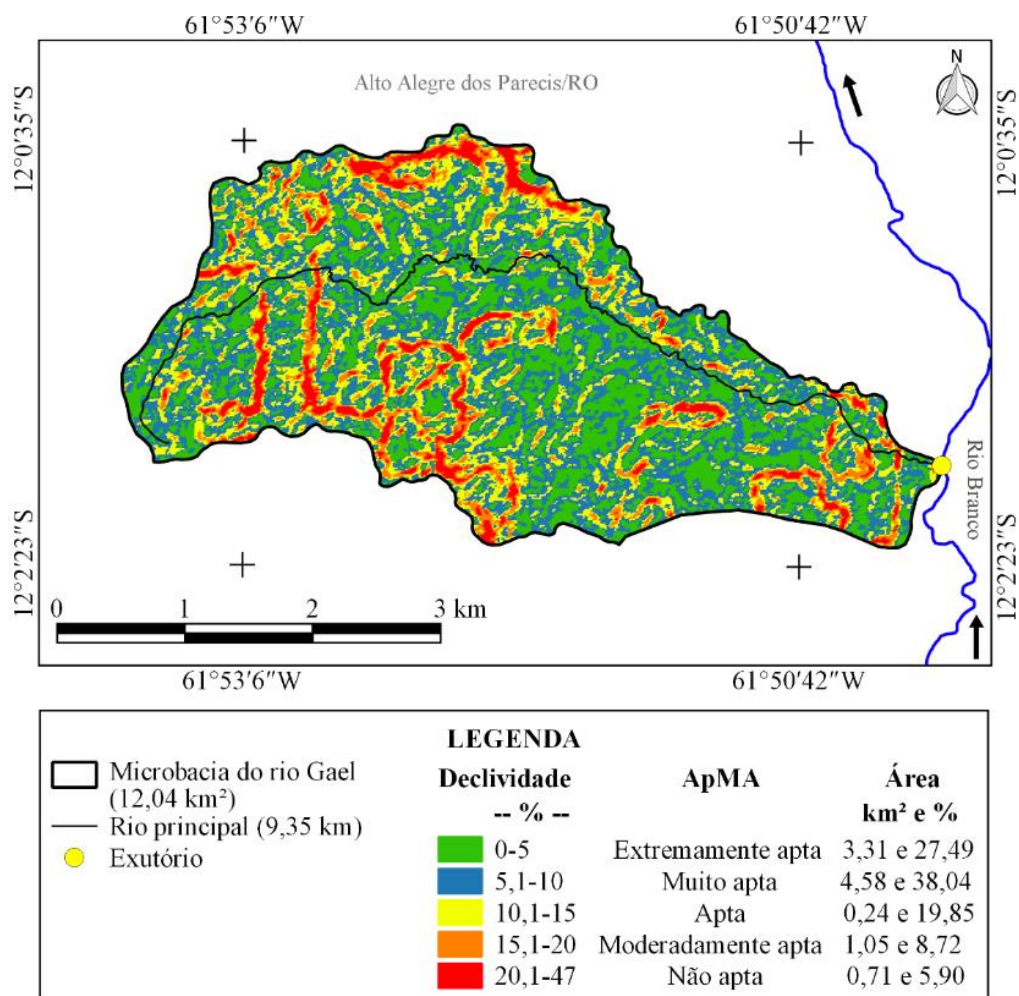 61°53′6″W 61°50′42″W
Alto Alegre dos Parecis/RO
N
12°0′35″S
12°0′35″S
Rio Branco
12°2′23″S
12°2′23″S
0 1 2 3 km
61°53′6″W 61°50′42″W
LEGENDA
Microbacia do rio Gael
(12,04 km²)
Rio principal (9,35 km)
Exutório
Declividade ApMA Área
-- % -- km² e %
0-5 Extremamente apta 3,31 e 27,49
5,1-10 Muito apta 4,58 e 38,04
10,1-15 Apta 0,24 e 19,85
15,1-20 Moderadamente apta 1,05 e 8,72
20,1-47 Não apta 0,71 e 5,90